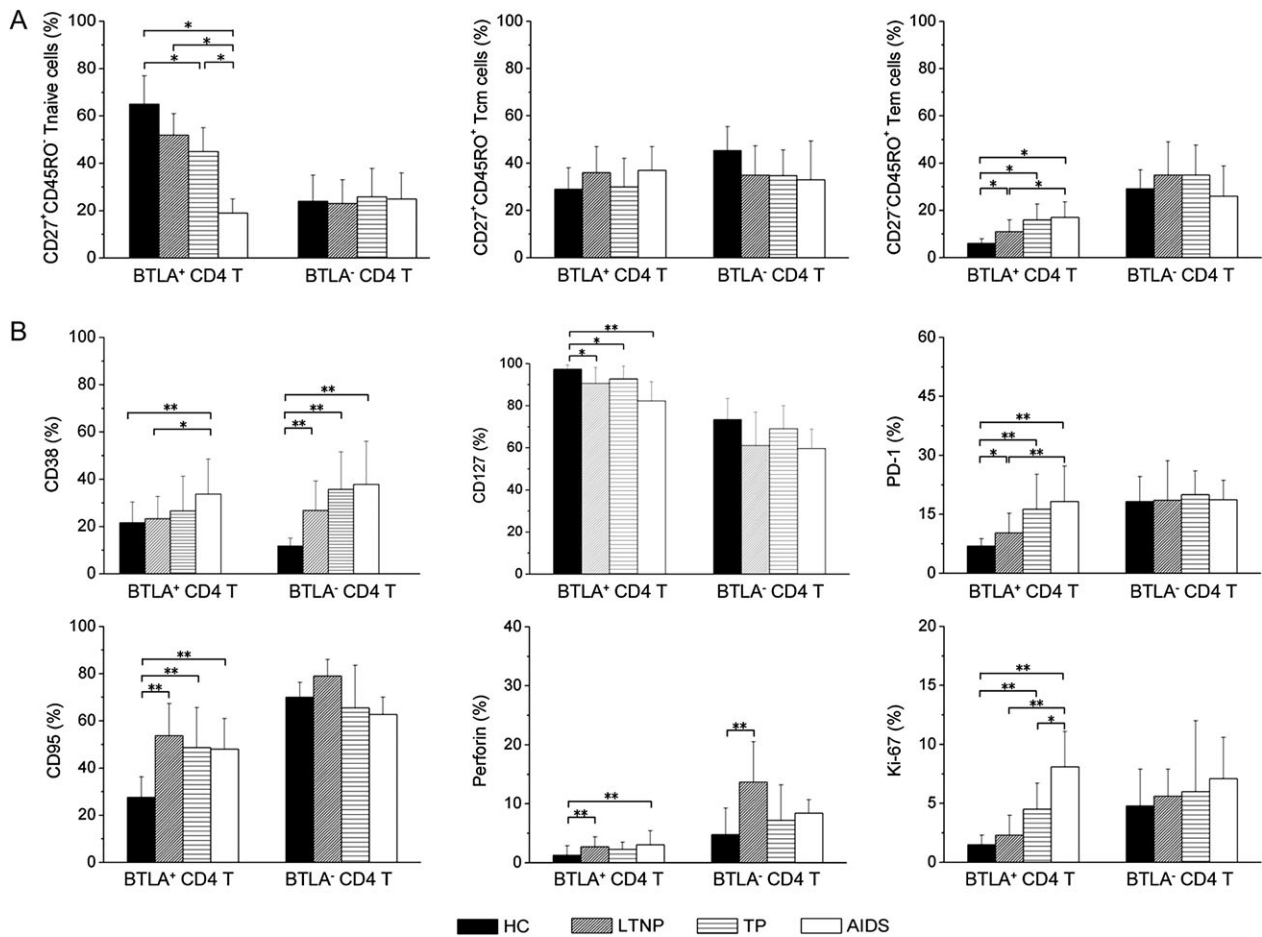 A
CD27⁺CD45RO⁻ Tnaive cells (%)
100
80
60
40
20
0
* * * *
BTLA⁺ CD4 T BTLA⁻ CD4 T
CD27⁺CD45RO⁺ Tcm cells (%)
100
80
60
40
20
0
BTLA⁺ CD4 T BTLA⁻ CD4 T
CD27⁻CD45RO⁺ Tem cells (%)
100
80
60
40
20
0
* * * *
BTLA⁺ CD4 T BTLA⁻ CD4 T
B
CD38 (%)
100
80
60
40
20
0
** * ** ** **
BTLA⁺ CD4 T BTLA⁻ CD4 T
CD127 (%)
100
80
60
40
20
0
** * *
BTLA⁺ CD4 T BTLA⁻ CD4 T
PD-1 (%)
60
45
30
15
0
** ** * **
BTLA⁺ CD4 T BTLA⁻ CD4 T
CD95 (%)
100
80
60
40
20
0
** ** **
BTLA⁺ CD4 T BTLA⁻ CD4 T
Perforin (%)
40
30
20
10
0
** ** **
BTLA⁺ CD4 T BTLA⁻ CD4 T
Ki-67 (%)
20
15
10
5
0
** ** ** *
BTLA⁺ CD4 T BTLA⁻ CD4 T
HC LTNP TP AIDS